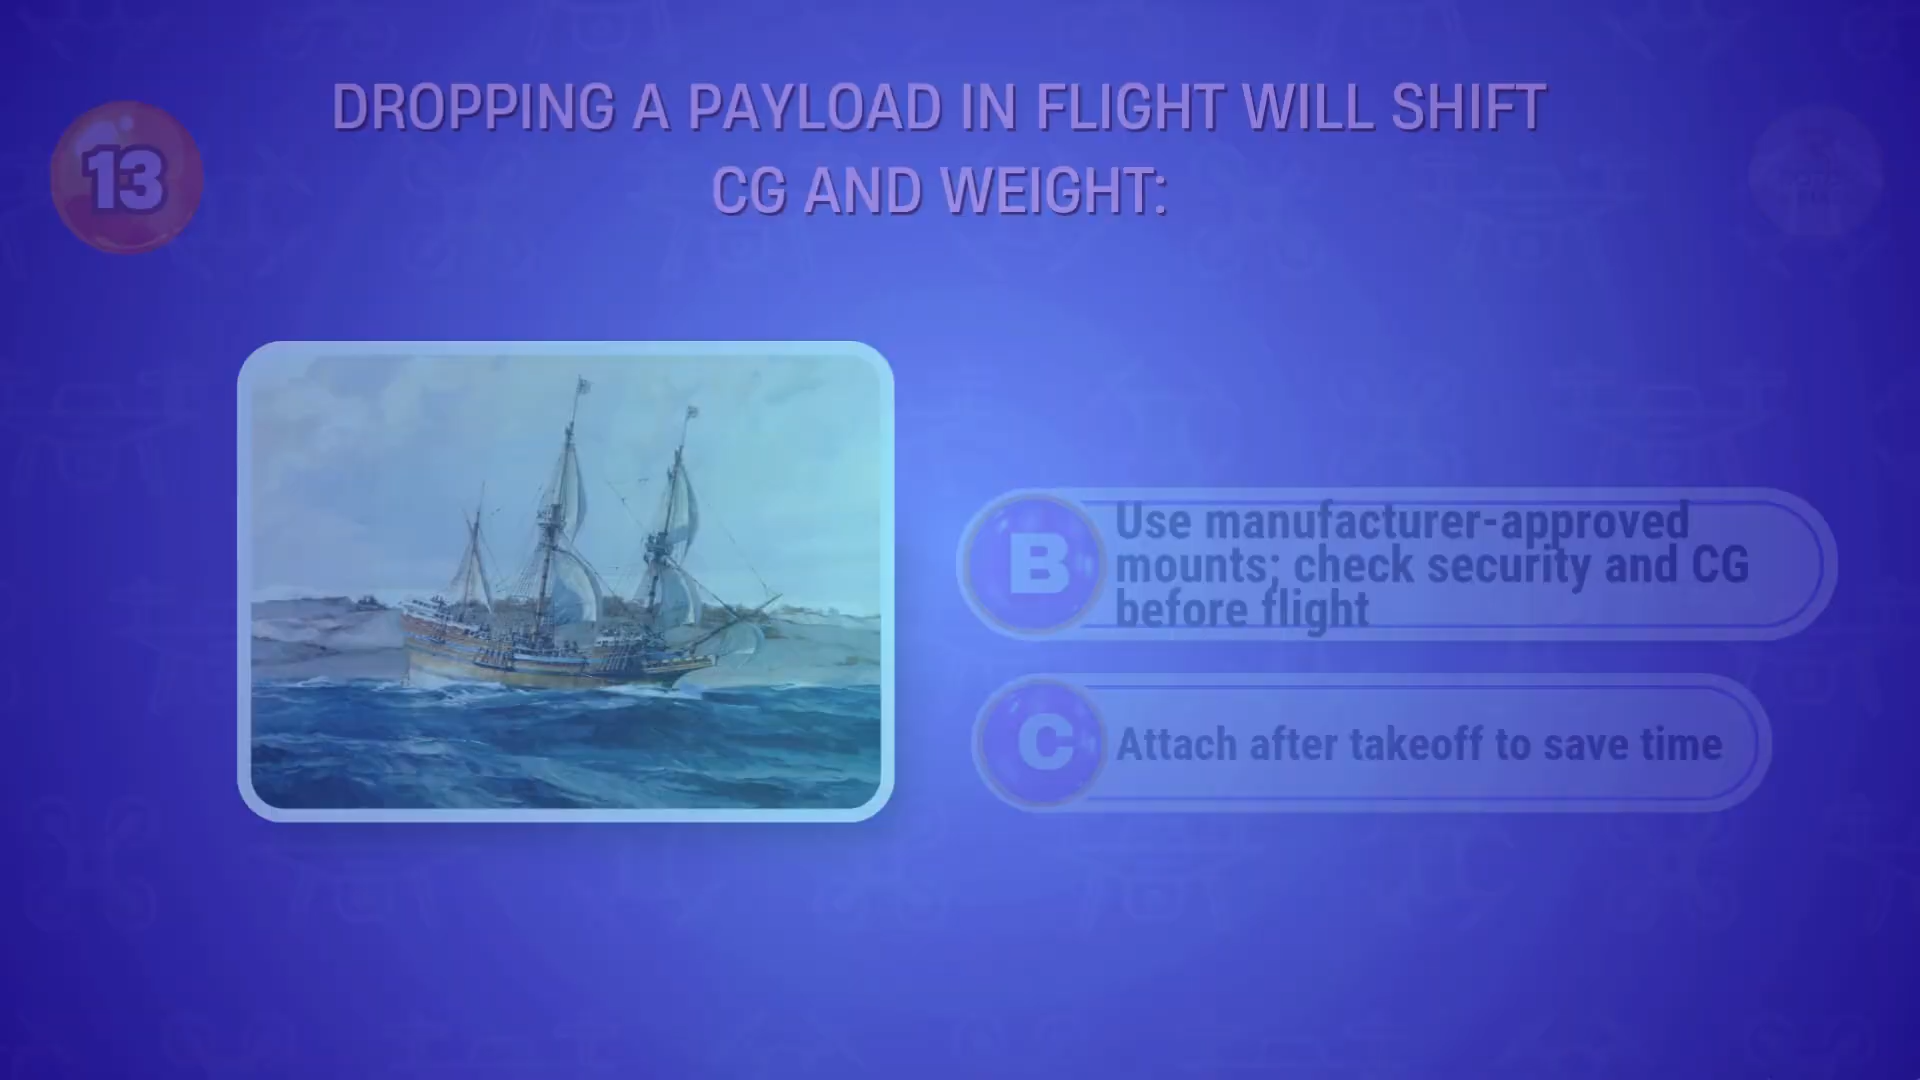 13
DROPPING A PAYLOAD IN FLIGHT WILL SHIFT
CG AND WEIGHT:
B
Use manufacturer-approved
mounts; check security and CG
before flight
C
Attach after takeoff to save time